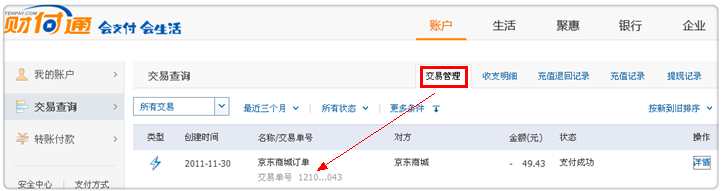 TENPAY.COM
财付通 会支付 会生活
账户 生活 聚惠 银行 企业
我的账户
交易查询
转账付款
安全中心 支付方式
交易查询
交易管理 收支明细 充值退回记录 充值记录 提现记录
所有交易 最近三个月 所有状态 更多条件 按新到旧排序
类型 创建时间 名称/交易单号 对方 金额(元) 状态 操作
2011-11-30 京东商城订单 京东商城 - 49.43 支付成功 详情
交易单号 1210...043